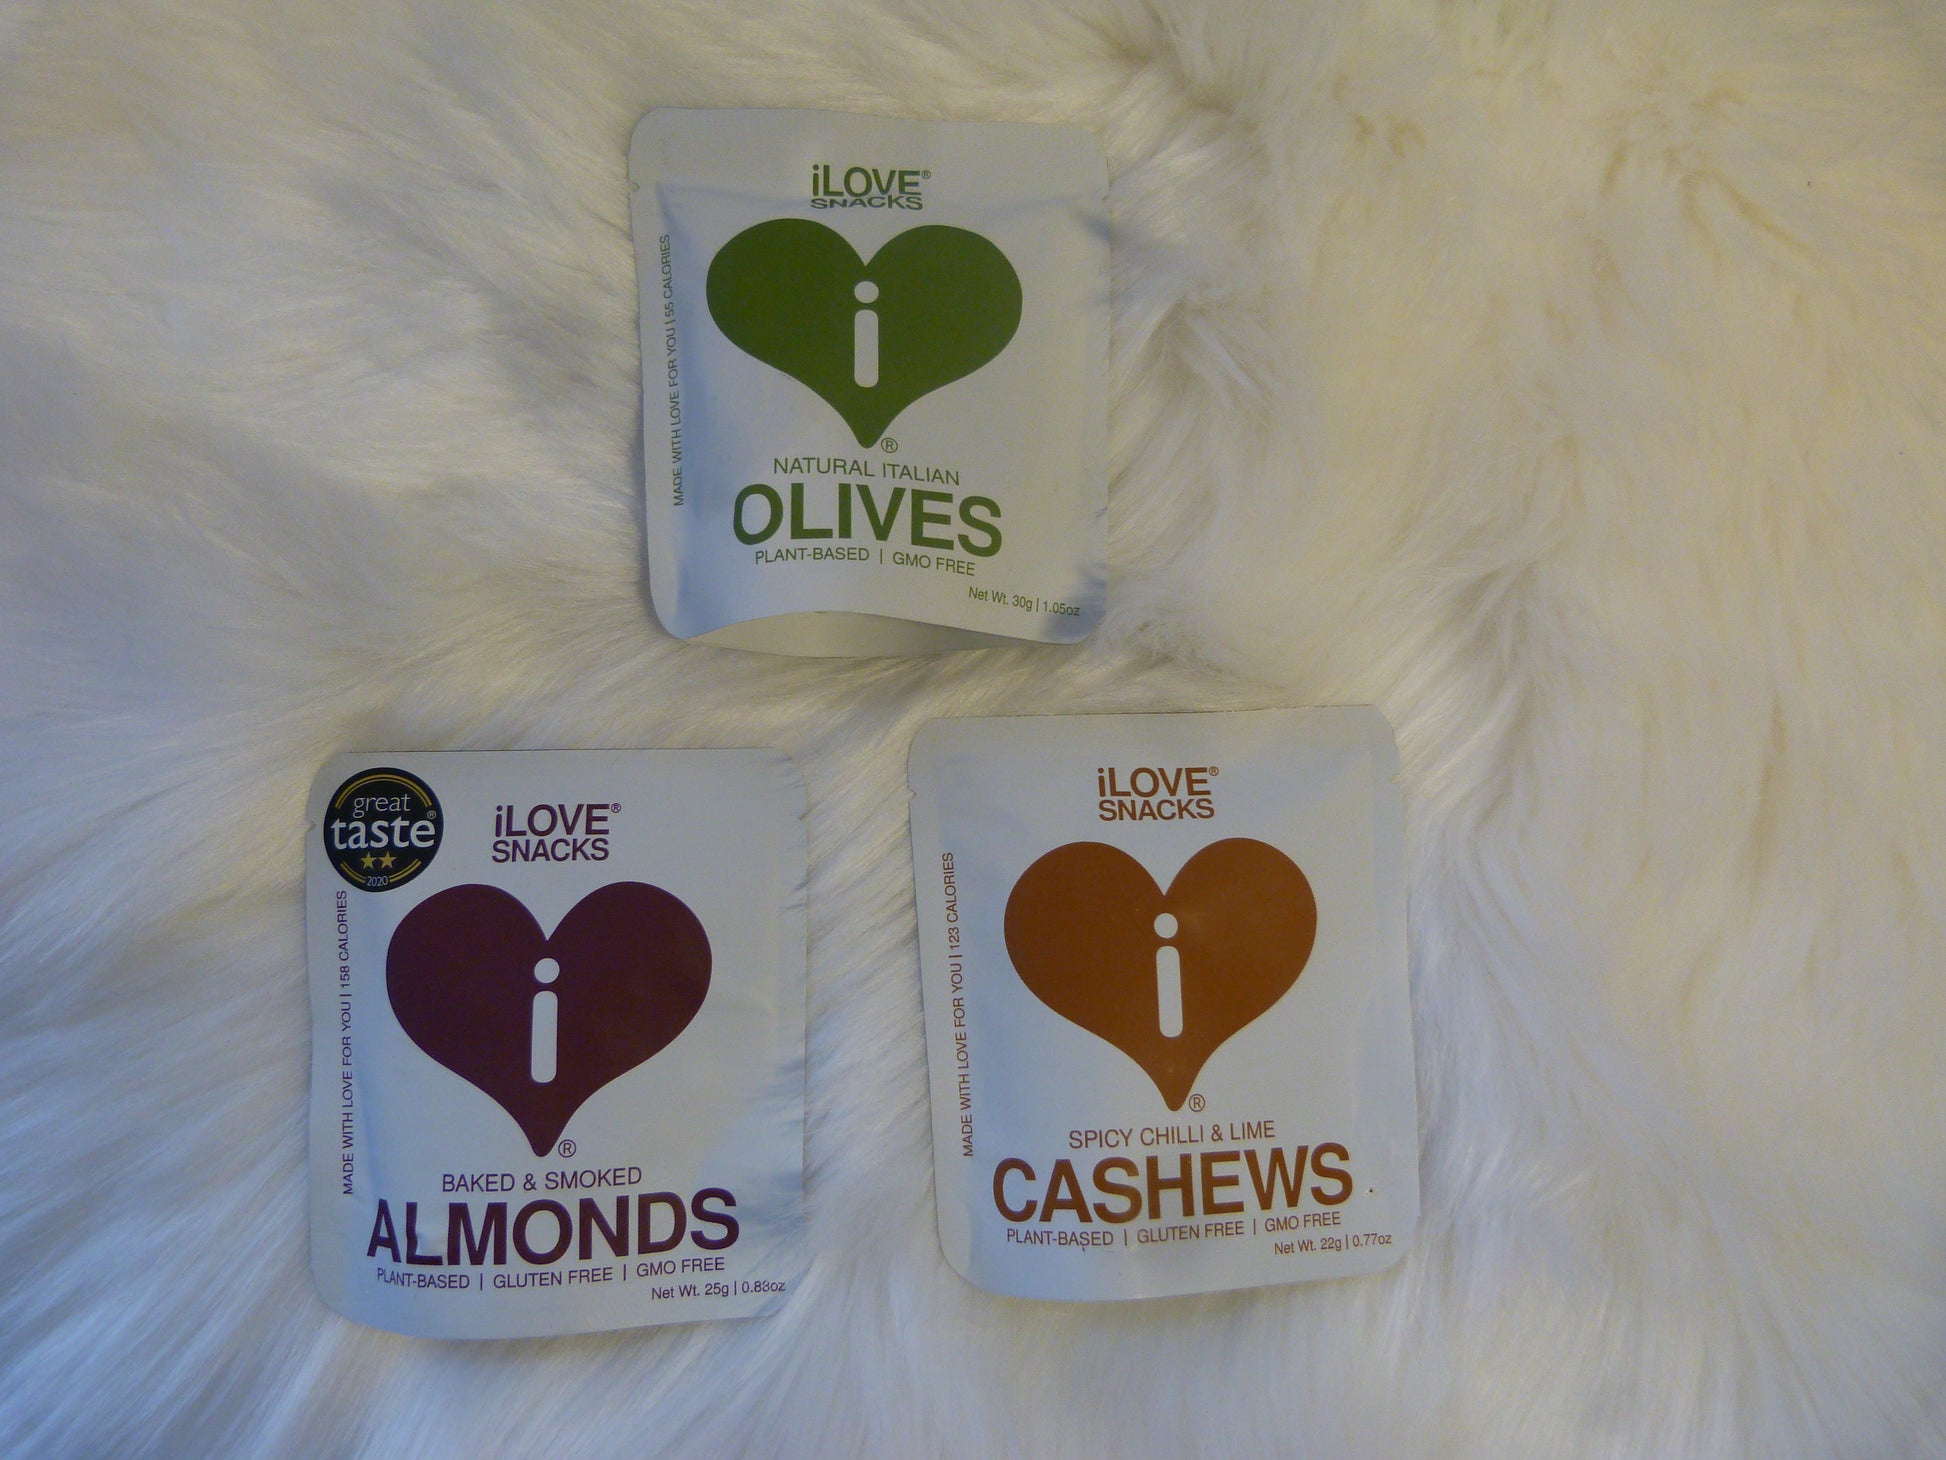 iLOVE®
SNACKS
MADE WITH LOVE FOR YOU | 55 CALORIES
i
®
NATURAL ITALIAN
OLIVES
PLANT-BASED | GMO FREE
Net Wt. 30g | 1.05oz
great
taste®
2020
iLOVE®
SNACKS
MADE WITH LOVE FOR YOU | 158 CALORIES
i
®
BAKED & SMOKED
ALMONDS
PLANT-BASED | GLUTEN FREE | GMO FREE
Net Wt. 25g | 0.88oz
iLOVE®
SNACKS
MADE WITH LOVE FOR YOU | 123 CALORIES
i
®
SPICY CHILLI & LIME
CASHEWS
PLANT-BASED | GLUTEN FREE | GMO FREE
Net Wt. 22g | 0.77oz